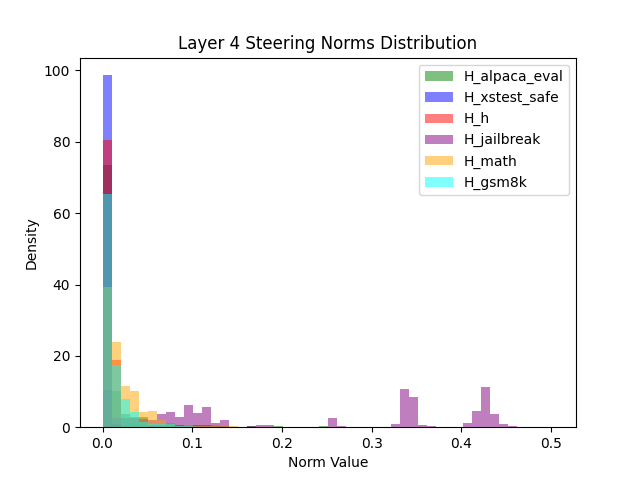 Layer 4 Steering Norms Distribution
H_alpaca_eval
H_xstest_safe
H_h
H_jailbreak
H_math
H_gsm8k
100
80
60
40
20
0
Density
0.0 0.1 0.2 0.3 0.4 0.5
Norm Value